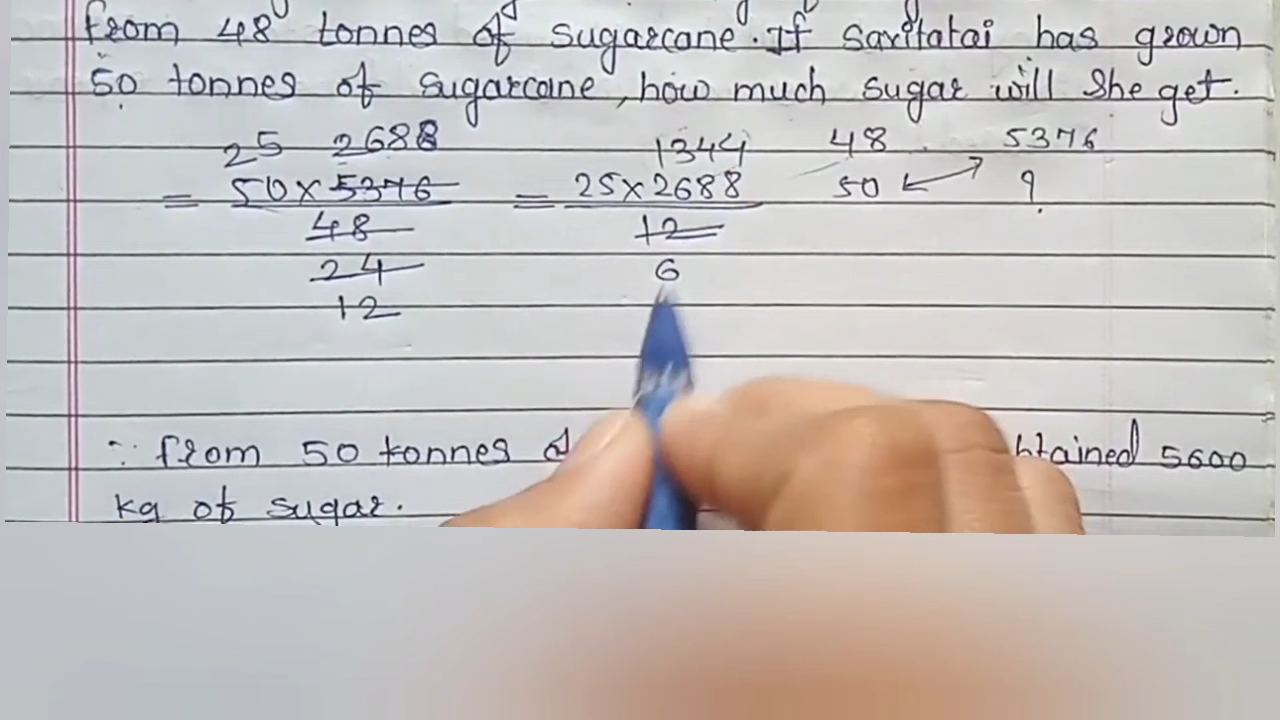 from 48 tonnes of sugarcane. If Saritatai has grown
50 tonnes of sugarcane, how much sugar will she get.
25 2688 1344 48 5376
= 50 × 5376 = 25 × 2688 50 ?
48 12
24 6
12
∴ from 50 tonnes obtained 5600
kg of sugar.